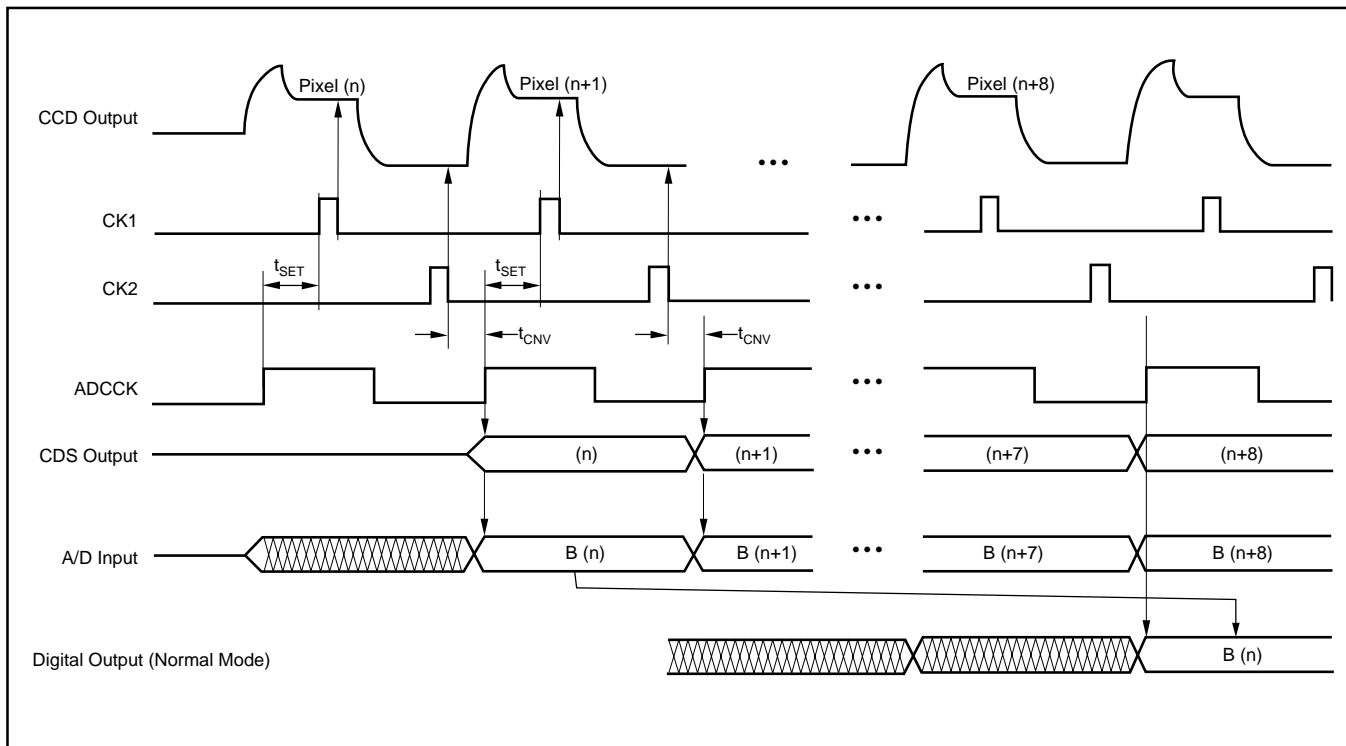 Pixel (n)
Pixel (n+1)
Pixel (n+8)
CCD Output
•••
CK1
•••
tSET
tSET
CK2
•••
tCNV
tCNV
ADCCK
•••
CDS Output
(n)
(n+1)
•••
(n+7)
(n+8)
A/D Input
B (n)
B (n+1)
•••
B (n+7)
B (n+8)
Digital Output (Normal Mode)
B (n)